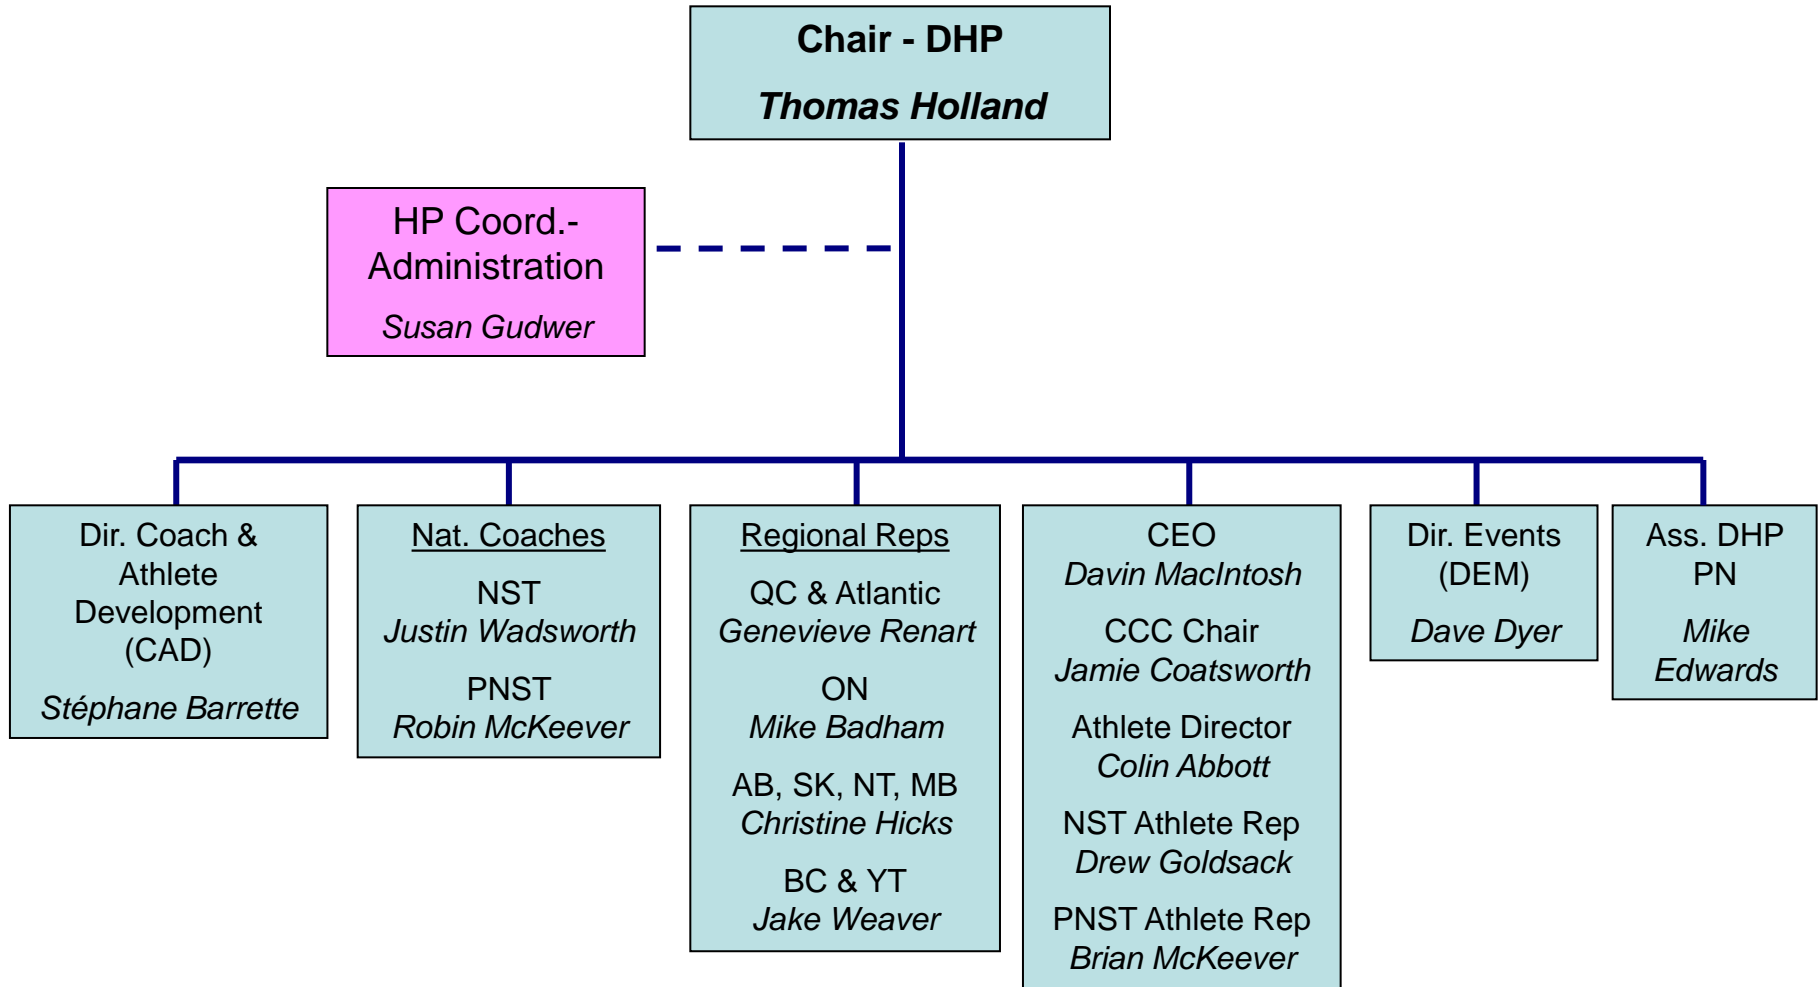 Chair - DHP
Thomas Holland
HP Coord.-
Administration
Susan Gudwer
Dir. Coach &
Athlete
Development
(CAD)
Stéphane Barrette
Nat. Coaches
NST
Justin Wadsworth
PNST
Robin McKeever
Regional Reps
QC & Atlantic
Genevieve Renart
ON
Mike Badham
AB, SK, NT, MB
Christine Hicks
BC & YT
Jake Weaver
CEO
Davin MacIntosh
CCC Chair
Jamie Coatsworth
Athlete Director
Colin Abbott
NST Athlete Rep
Drew Goldsack
PNST Athlete Rep
Brian McKeever
Dir. Events
(DEM)
Dave Dyer
Ass. DHP
PN
Mike
Edwards